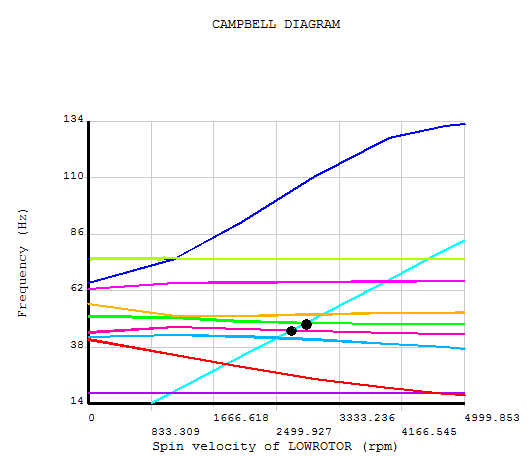 CAMPBELL DIAGRAM
134
110
86
62
38
14
Frequency (Hz)
0 1666.618 3333.236 4999.853
833.309 2499.927 4166.545
Spin velocity of LOWROTOR (rpm)